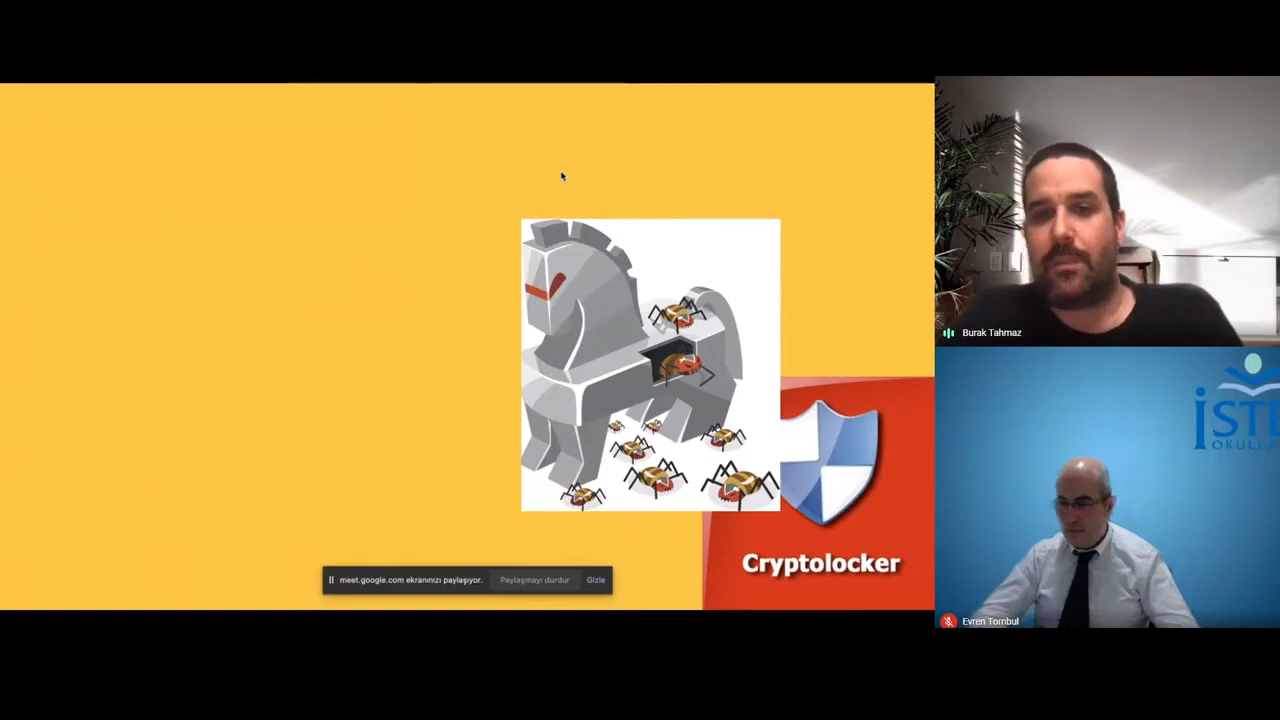 meet.google.com ekranınızı paylaşıyor.
Paylaşmayı durdur
Gizle
Cryptolocker
Burak Tahmaz
Evren Tombul